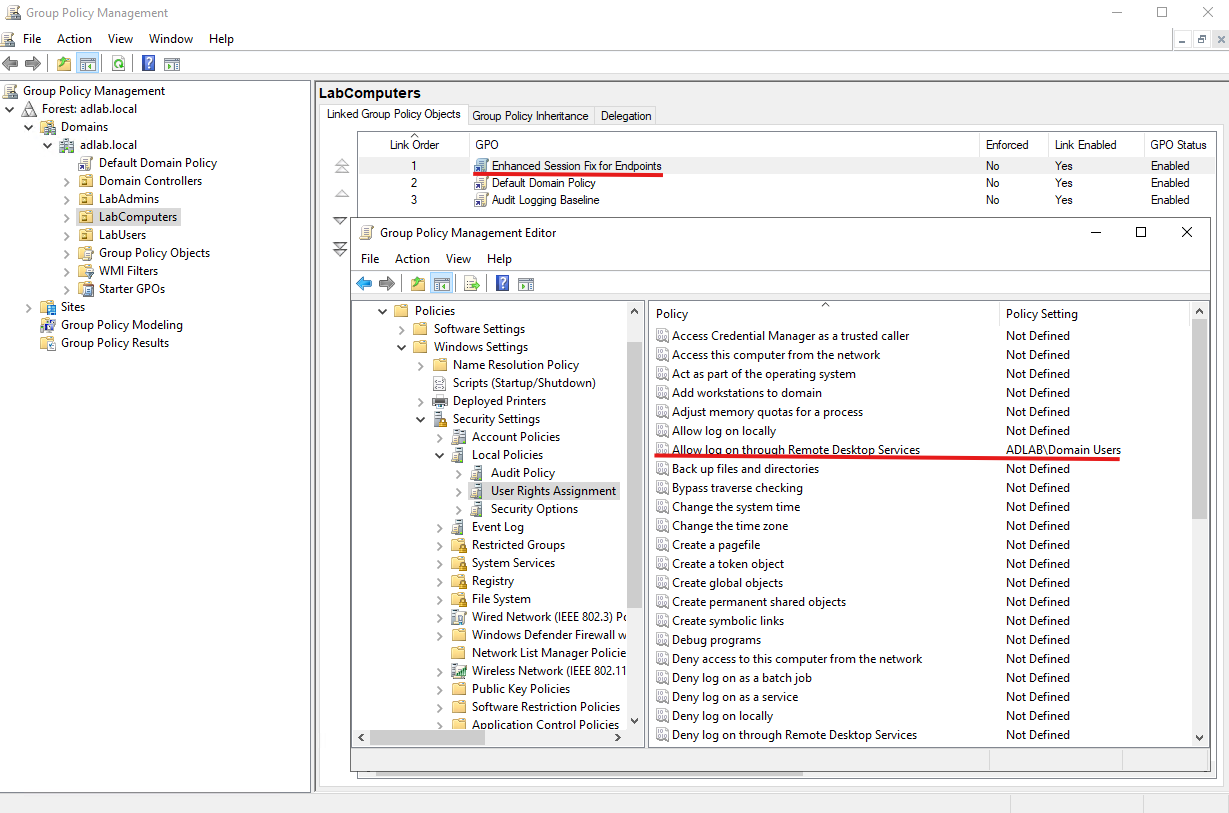 Group Policy Management
File Action View Window Help
Group Policy Management
Forest: adlab.local
Domains
adlab.local
Default Domain Policy
Domain Controllers
LabAdmins
LabComputers
LabUsers
Group Policy Objects
WMI Filters
Starter GPOs
Sites
Group Policy Modeling
Group Policy Results
LabComputers
Linked Group Policy Objects Group Policy Inheritance Delegation
Link Order GPO Enforced Link Enabled GPO Status
1 Enhanced Session Fix for Endpoints No Yes Enabled
2 Default Domain Policy No Yes Enabled
3 Audit Logging Baseline No Yes Enabled
Group Policy Management Editor
File Action View Help
Policies
Software Settings
Windows Settings
Name Resolution Policy
Scripts (Startup/Shutdown)
Deployed Printers
Security Settings
Account Policies
Local Policies
Audit Policy
User Rights Assignment
Security Options
Event Log
Restricted Groups
System Services
Registry
File System
Wired Network (IEEE 802.3) Po
Windows Defender Firewall w
Network List Manager Policie
Wireless Network (IEEE 802.11
Public Key Policies
Software Restriction Policies
Application Control Policies
Policy Policy Setting
Access Credential Manager as a trusted caller Not Defined
Access this computer from the network Not Defined
Act as part of the operating system Not Defined
Add workstations to domain Not Defined
Adjust memory quotas for a process Not Defined
Allow log on locally Not Defined
Allow log on through Remote Desktop Services ADLAB\Domain Users
Back up files and directories Not Defined
Bypass traverse checking Not Defined
Change the system time Not Defined
Change the time zone Not Defined
Create a pagefile Not Defined
Create a token object Not Defined
Create global objects Not Defined
Create permanent shared objects Not Defined
Create symbolic links Not Defined
Debug programs Not Defined
Deny access to this computer from the network Not Defined
Deny log on as a batch job Not Defined
Deny log on as a service Not Defined
Deny log on locally Not Defined
Deny log on through Remote Desktop Services Not Defined